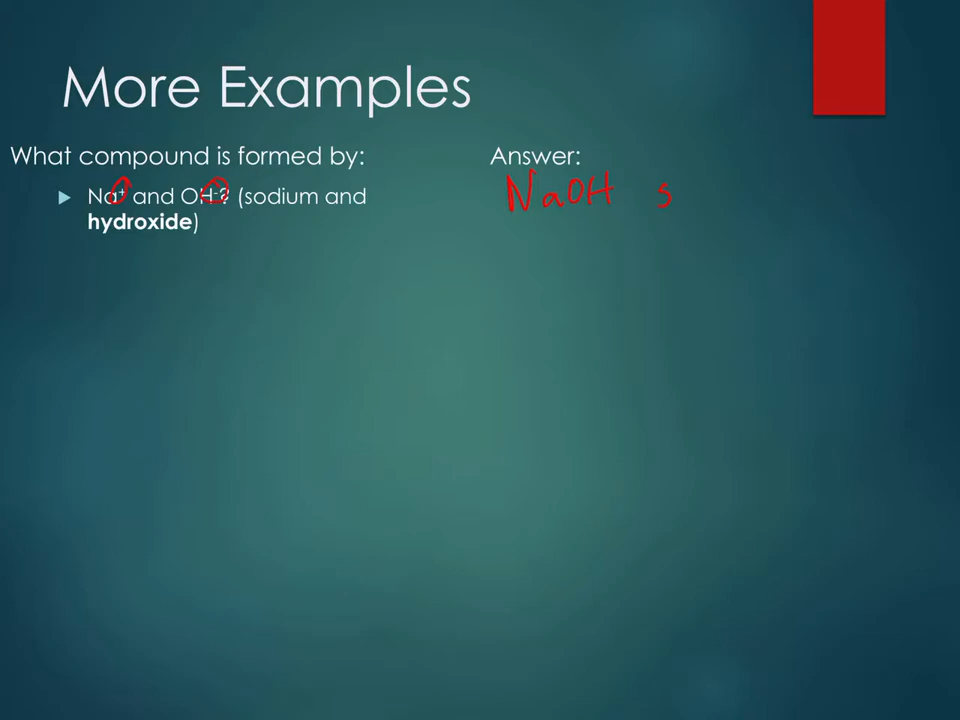 More Examples
What compound is formed by:
Na⁺ and OH⁻? (sodium and
hydroxide)
Answer:
NaOH s